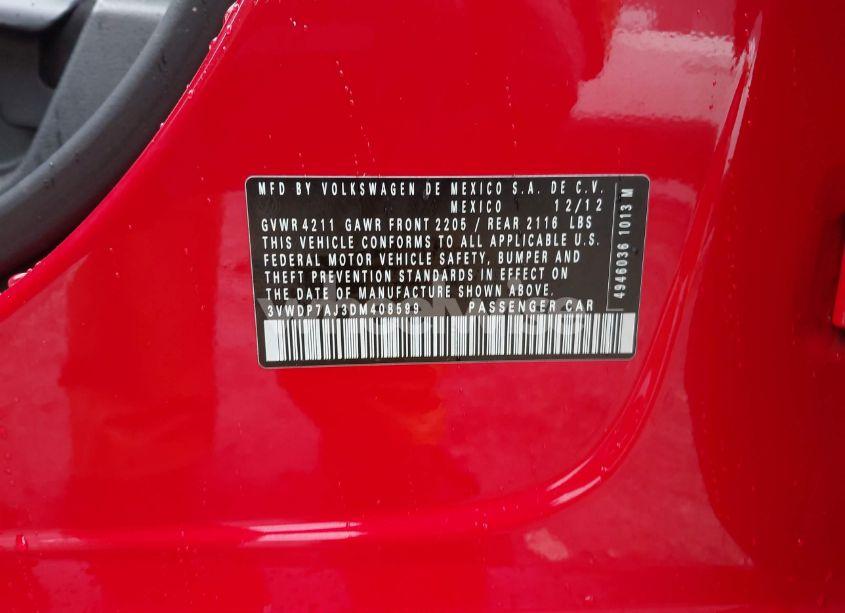 MFD BY VOLKSWAGEN DE MEXICO S.A. DE C.V.
MEXICO 12/12
GVWR 4211 GAWR FRONT 2205 / REAR 2116 LBS
THIS VEHICLE CONFORMS TO ALL APPLICABLE U.S.
FEDERAL MOTOR VEHICLE SAFETY, BUMPER AND
THEFT PREVENTION STANDARDS IN EFFECT ON
THE DATE OF MANUFACTURE SHOWN ABOVE.
3VWDP7AJ3DM408599 PASSENGER CAR
4946036 1013 M